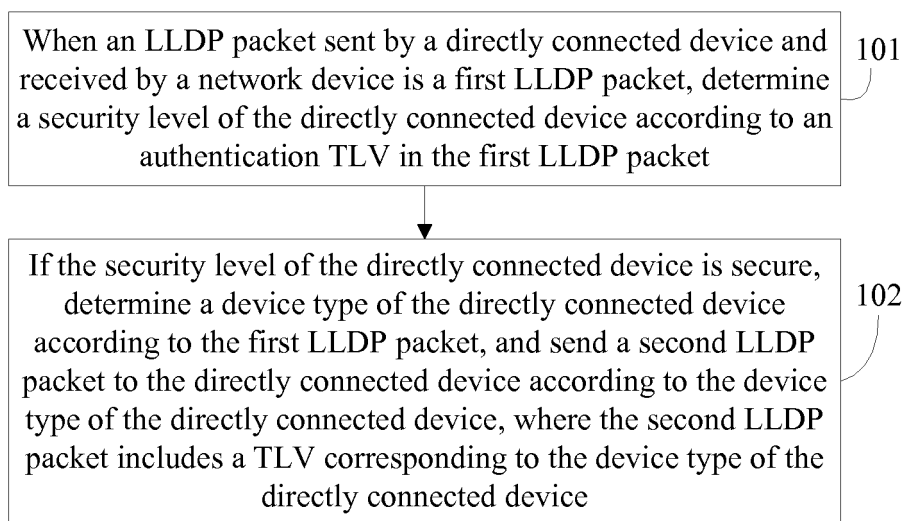 When an LLDP packet sent by a directly connected device and
received by a network device is a first LLDP packet, determine
a security level of the directly connected device according to an
authentication TLV in the first LLDP packet
101
If the security level of the directly connected device is secure,
determine a device type of the directly connected device
according to the first LLDP packet, and send a second LLDP
packet to the directly connected device according to the device
type of the directly connected device, where the second LLDP
packet includes a TLV corresponding to the device type of the
directly connected device
102